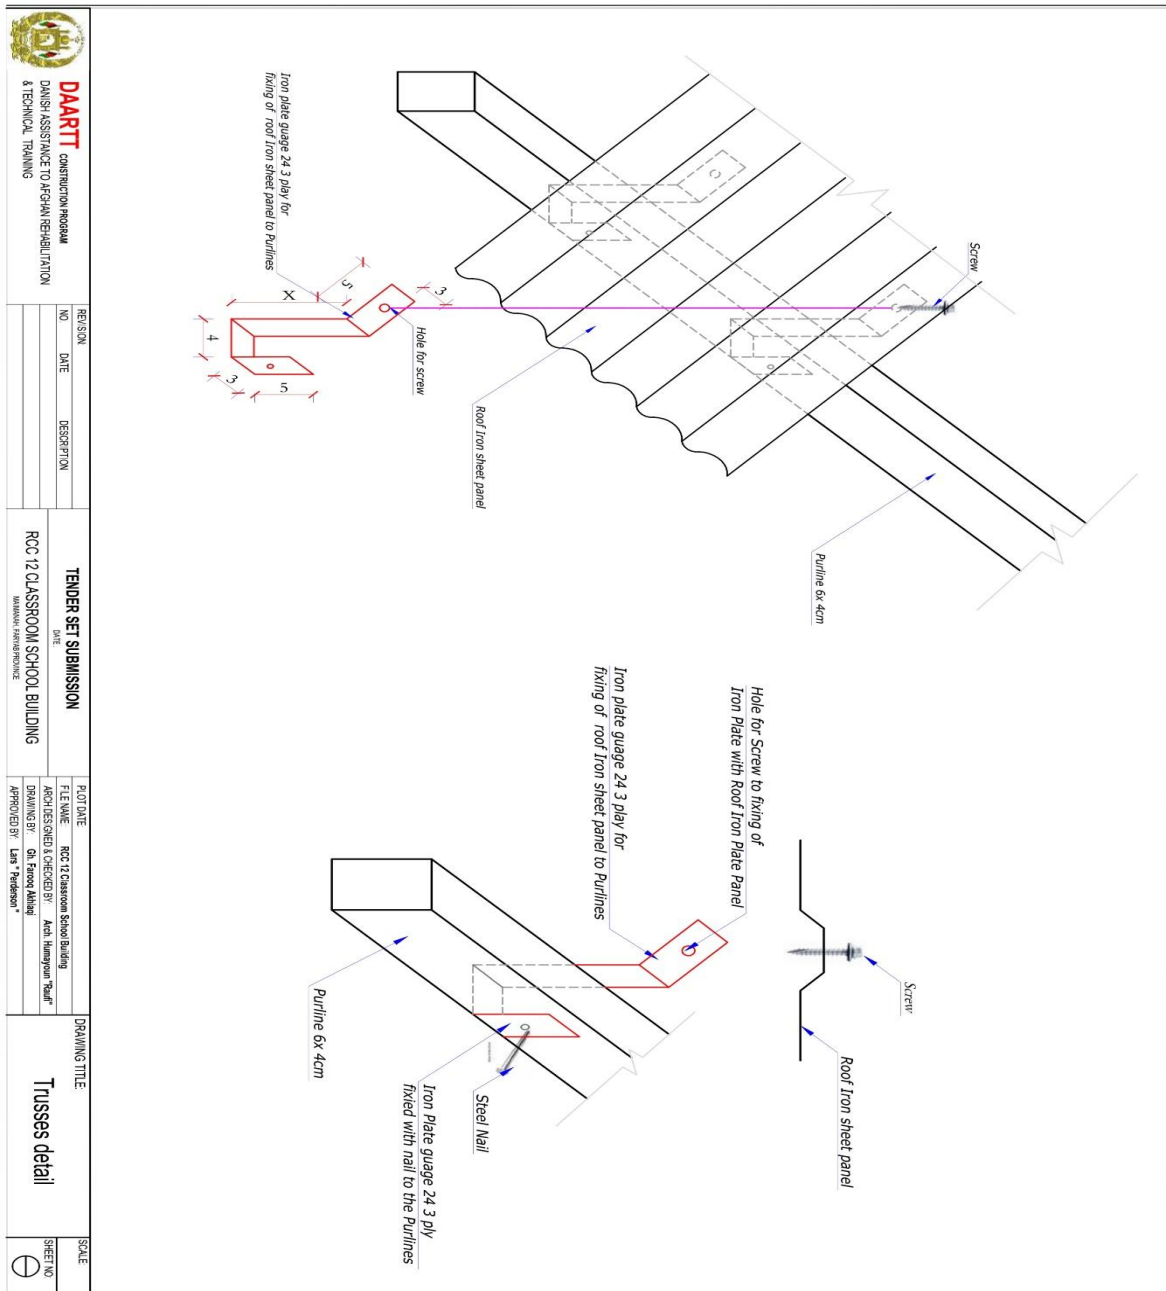 Screw
Hole for screw
3
5
X
4
3
5
Iron plate guage 24 3 play for
fixing of roof Iron sheet panel to Purlines
Roof Iron sheet panel
Purline 6x 4cm
Hole for Screw to fixing of
Iron Plate with Roof Iron Plate Panel
Iron plate guage 24 3 play for
fixing of roof Iron sheet panel to Purlines
Screw
Roof Iron sheet panel
Purline 6x 4cm
Steel Nail
Iron Plate guage 24 3 ply
fixied with nail to the Purlines
DAARTT CONSTRUCTION PROGRAM
DANISH ASSISTANCE TO AFGHAN REHABILITATION
& TECHNICAL TRAINING
REVISION:
NO. DATE DESCRIPTION
TENDER SET SUBMISSION
DATE:
RCC 12 CLASSROOM SCHOOL BUILDING
PLOT DATE:
FILE NAME: RCC 12 Classroom School Building
ARCH DESIGNED & CHECKED BY: Arch. Humayoun "Raufi"
DRAWING BY: Gh. Farooq Akhlaqi
APPROVED BY: Lars " Perderson "
DRAWING TITLE:
Trusses detail
SCALE:
SHEET NO: